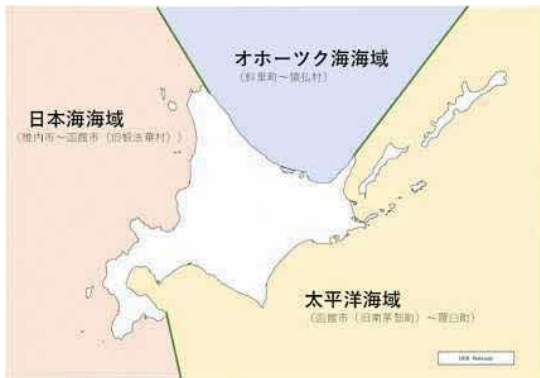 オホーツク海海域
（斜里町～猿払村）
日本海海域
（稚内市～函館市（旧椴法華村））
太平洋海域
（函館市（旧南茅部町）～羅臼町）